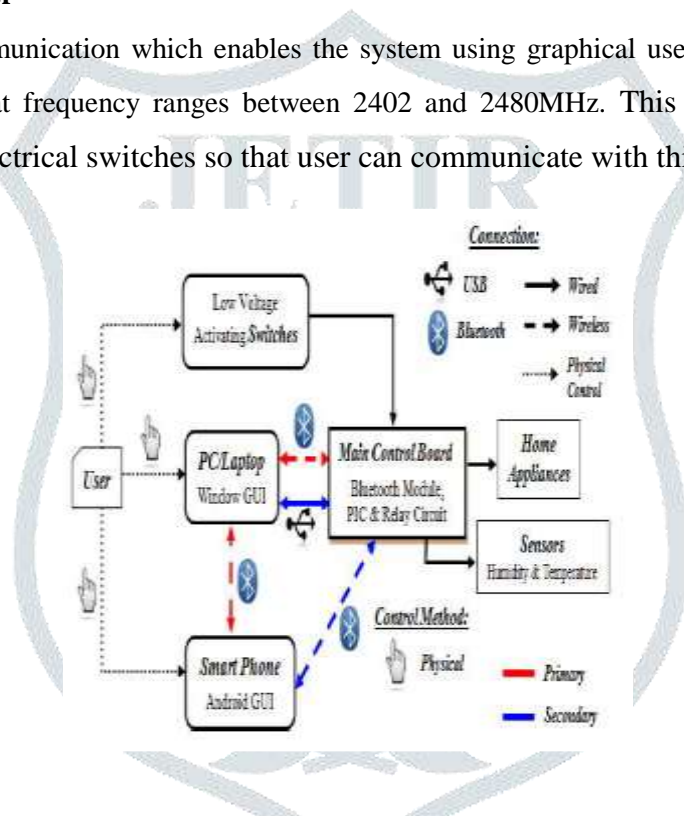 munication which enables the system using graphical use
at frequency ranges between 2402 and 2480MHz. This
ectrical switches so that user can communicate with th
JETIR
Connection:
USB
Wired
Bluetooth
Wireless
Physical
Control
Low Voltage
Activating Switches
User
PC/Laptop
Window GUI
Main Control Board
Bluetooth Module,
PIC & Relay Circuit
Home
Appliances
Sensors
Humidity & Temperature
Smart Phone
Android GUI
Control Method:
Physical
Primary
Secondary